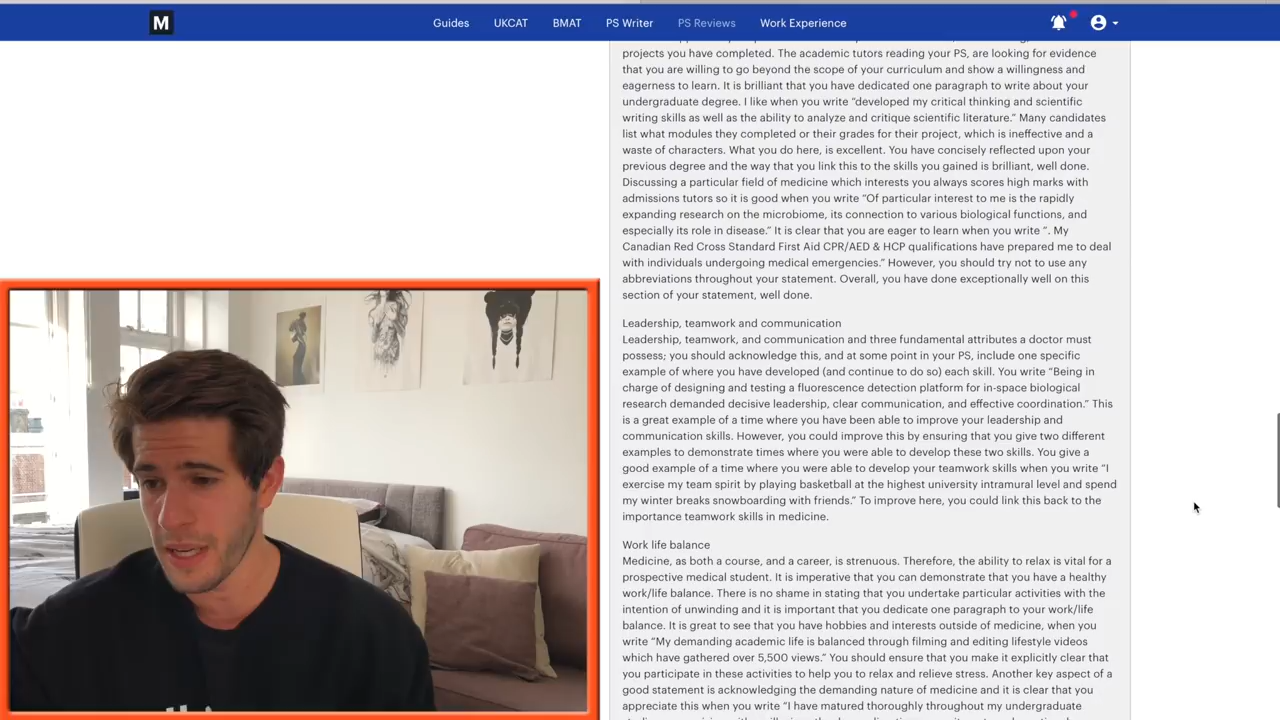 M
Guides UKCAT BMAT PS Writer PS Reviews Work Experience
projects you have completed. The academic tutors reading your PS, are looking for evidence
that you are willing to go beyond the scope of your curriculum and show a willingness and
eagerness to learn. It is brilliant that you have dedicated one paragraph to write about your
undergraduate degree. I like when you write "developed my critical thinking and scientific
writing skills as well as the ability to analyze and critique scientific literature." Many candidates
list what modules they completed or their grades for their project, which is ineffective and a
waste of characters. What you do here, is excellent. You have concisely reflected upon your
previous degree and the way that you link this to the skills you gained is brilliant, well done.
Discussing a particular field of medicine which interests you always scores high marks with
admissions tutors so it is good when you write "Of particular interest to me is the rapidly
expanding research on the microbiome, its connection to various biological functions, and
especially its role in disease." It is clear that you are eager to learn when you write ". My
Canadian Red Cross Standard First Aid CPR/AED & HCP qualifications have prepared me to deal
with individuals undergoing medical emergencies." However, you should try not to use any
abbreviations throughout your statement. Overall, you have done exceptionally well on this
section of your statement, well done.
Leadership, teamwork and communication
Leadership, teamwork, and communication and three fundamental attributes a doctor must
possess; you should acknowledge this, and at some point in your PS, include one specific
example of where you have developed (and continue to do so) each skill. You write "Being in
charge of designing and testing a fluorescence detection platform for in-space biological
research demanded decisive leadership, clear communication, and effective coordination." This
is a great example of a time where you have been able to improve your leadership and
communication skills. However, you could improve this by ensuring that you give two different
examples to demonstrate times where you were able to develop these two skills. You give a
good example of a time where you were able to develop your teamwork skills when you write "I
exercise my team spirit by playing basketball at the highest university intramural level and spend
my winter breaks snowboarding with friends." To improve here, you could link this back to the
importance teamwork skills in medicine.
Work life balance
Medicine, as both a course, and a career, is strenuous. Therefore, the ability to relax is vital for a
prospective medical student. It is imperative that you can demonstrate that you have a healthy
work/life balance. There is no shame in stating that you undertake particular activities with the
intention of unwinding and it is important that you dedicate one paragraph to your work/life
balance. It is great to see that you have hobbies and interests outside of medicine, when you
write "My demanding academic life is balanced through filming and editing lifestyle videos
which have gathered over 5,500 views." You should ensure that you make it explicitly clear that
you participate in these activities to help you to relax and relieve stress. Another key aspect of a
good statement is acknowledging the demanding nature of medicine and it is clear that you
appreciate this when you write "I have matured thoroughly throughout my undergraduate